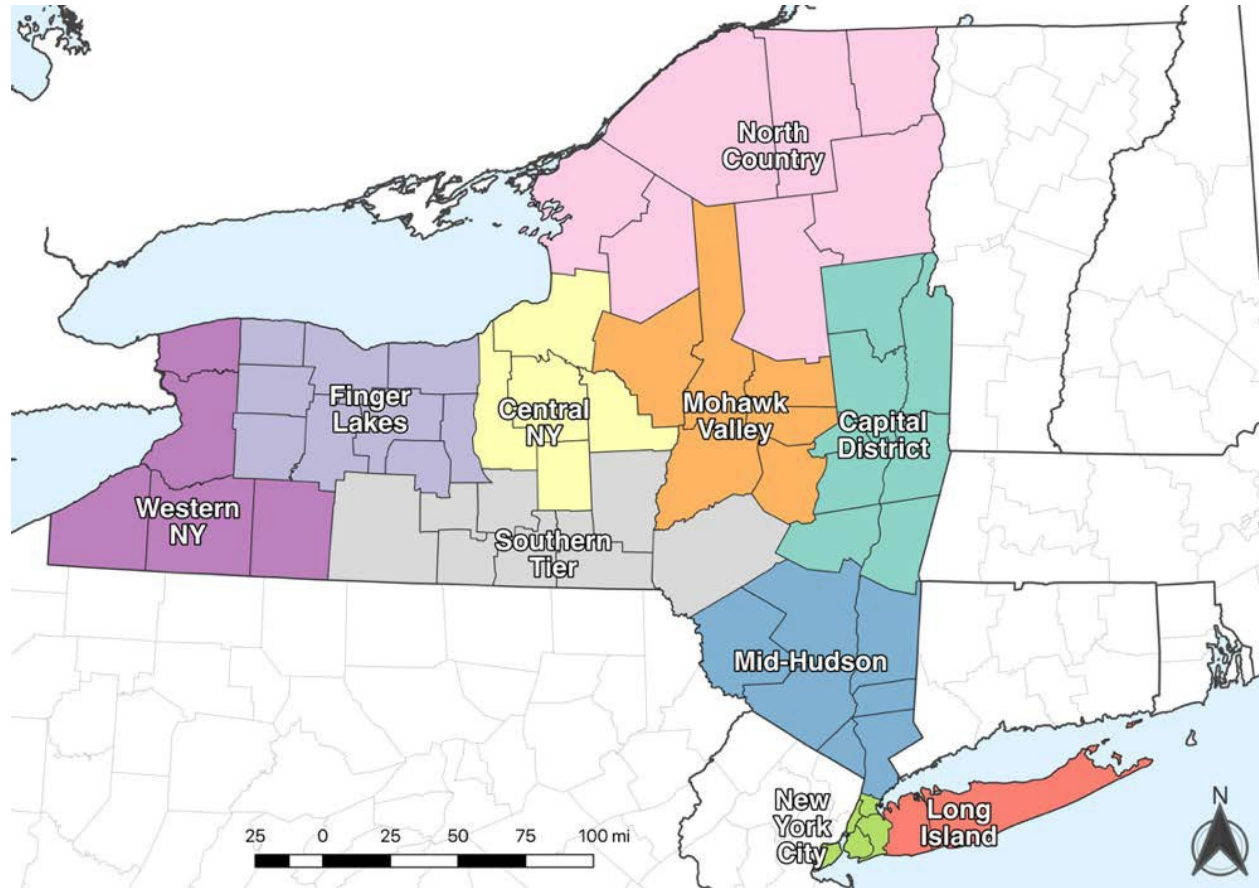 North
Country
Finger
Lakes
Central
NY
Mohawk
Valley
Capital
District
Western
NY
Southern
Tier
Mid-Hudson
New
York
City
Long
Island
25 0 25 50 75 100 mi
N